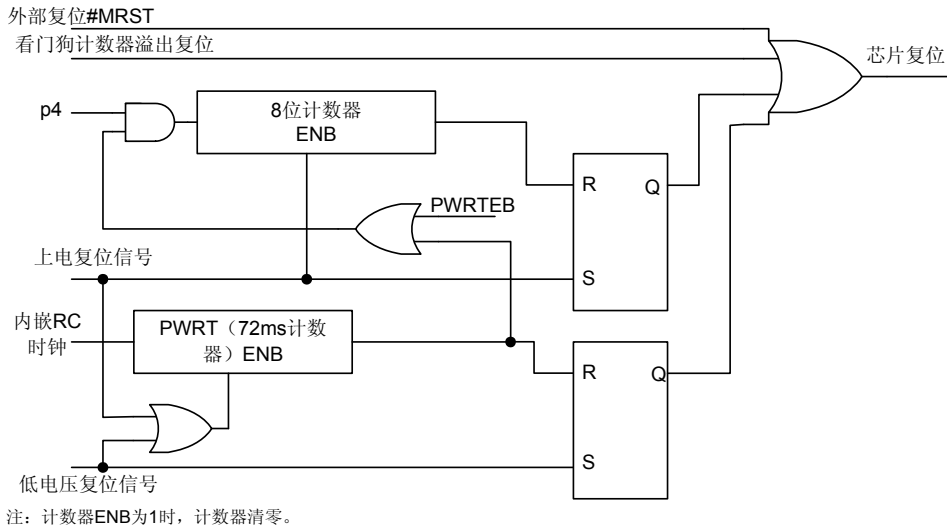 外部复位#MRST
看门狗计数器溢出复位
芯片复位
p4
8位计数器
ENB
R
Q
PWRTEB
上电复位信号
S
内嵌RC
时钟
PWRT（72ms计数
器）ENB
R
Q
S
低电压复位信号
注：计数器ENB为1时，计数器清零。